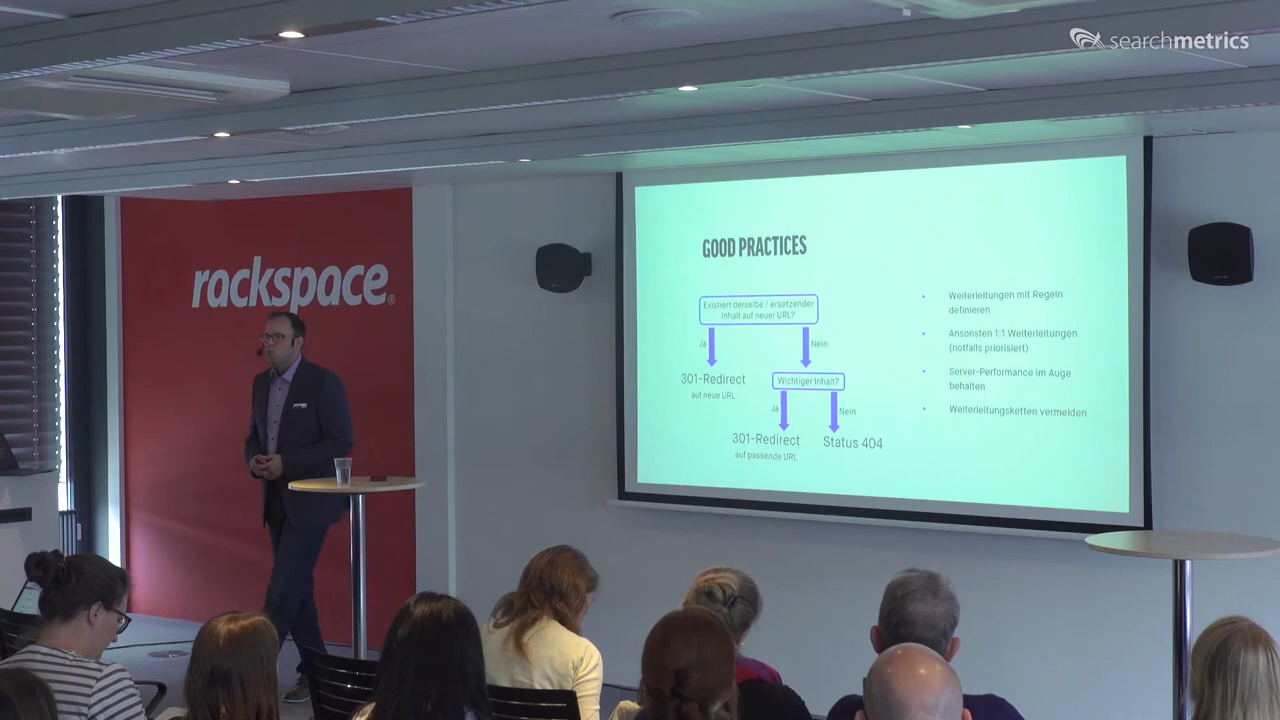 searchmetrics
rackspace®
GOOD PRACTICES
Existiert derselbe / ersetzender
Inhalt auf neuer URL?
Ja
Nein
301-Redirect
auf neue URL
Wichtiger Inhalt?
Ja
Nein
301-Redirect
auf passende URL
Status 404
• Weiterleitungen mit Regeln
definieren
• Ansonsten 1:1 Weiterleitungen
(notfalls priorisiert)
• Server-Performance im Auge
behalten
• Weiterleitungsketten vermeiden